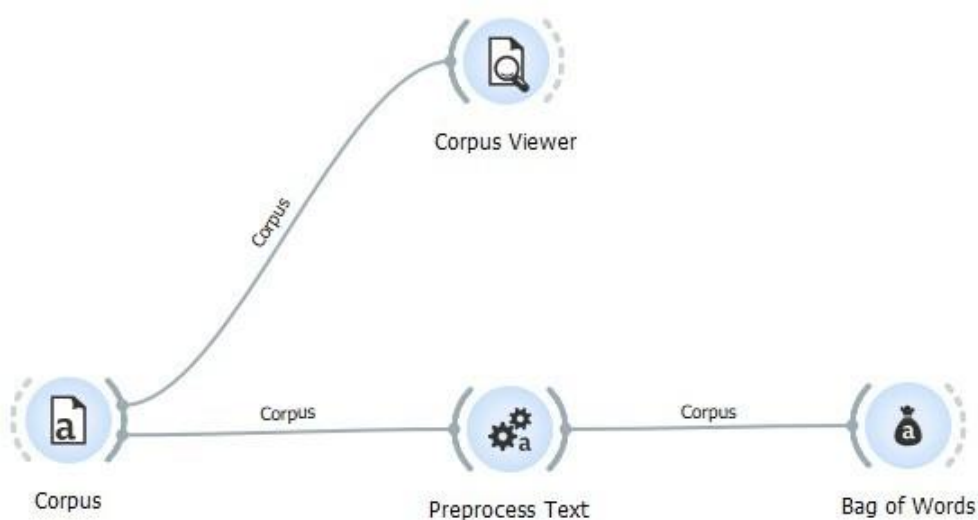 Corpus Viewer
Corpus
Corpus
Corpus
Corpus
Preprocess Text
Bag of Words
a
a
a